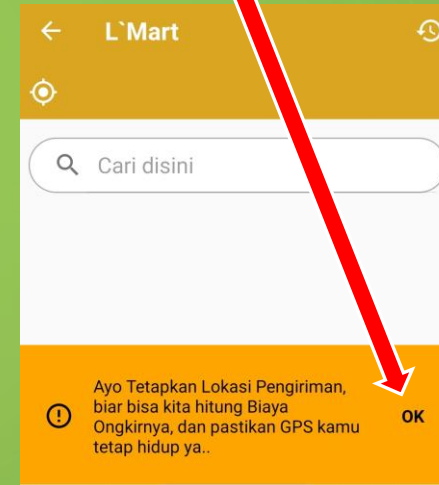 L`Mart
Cari disini
Ayo Tetapkan Lokasi Pengiriman,
biar bisa kita hitung Biaya
Ongkirnya, dan pastikan GPS kamu
tetap hidup ya..
OK